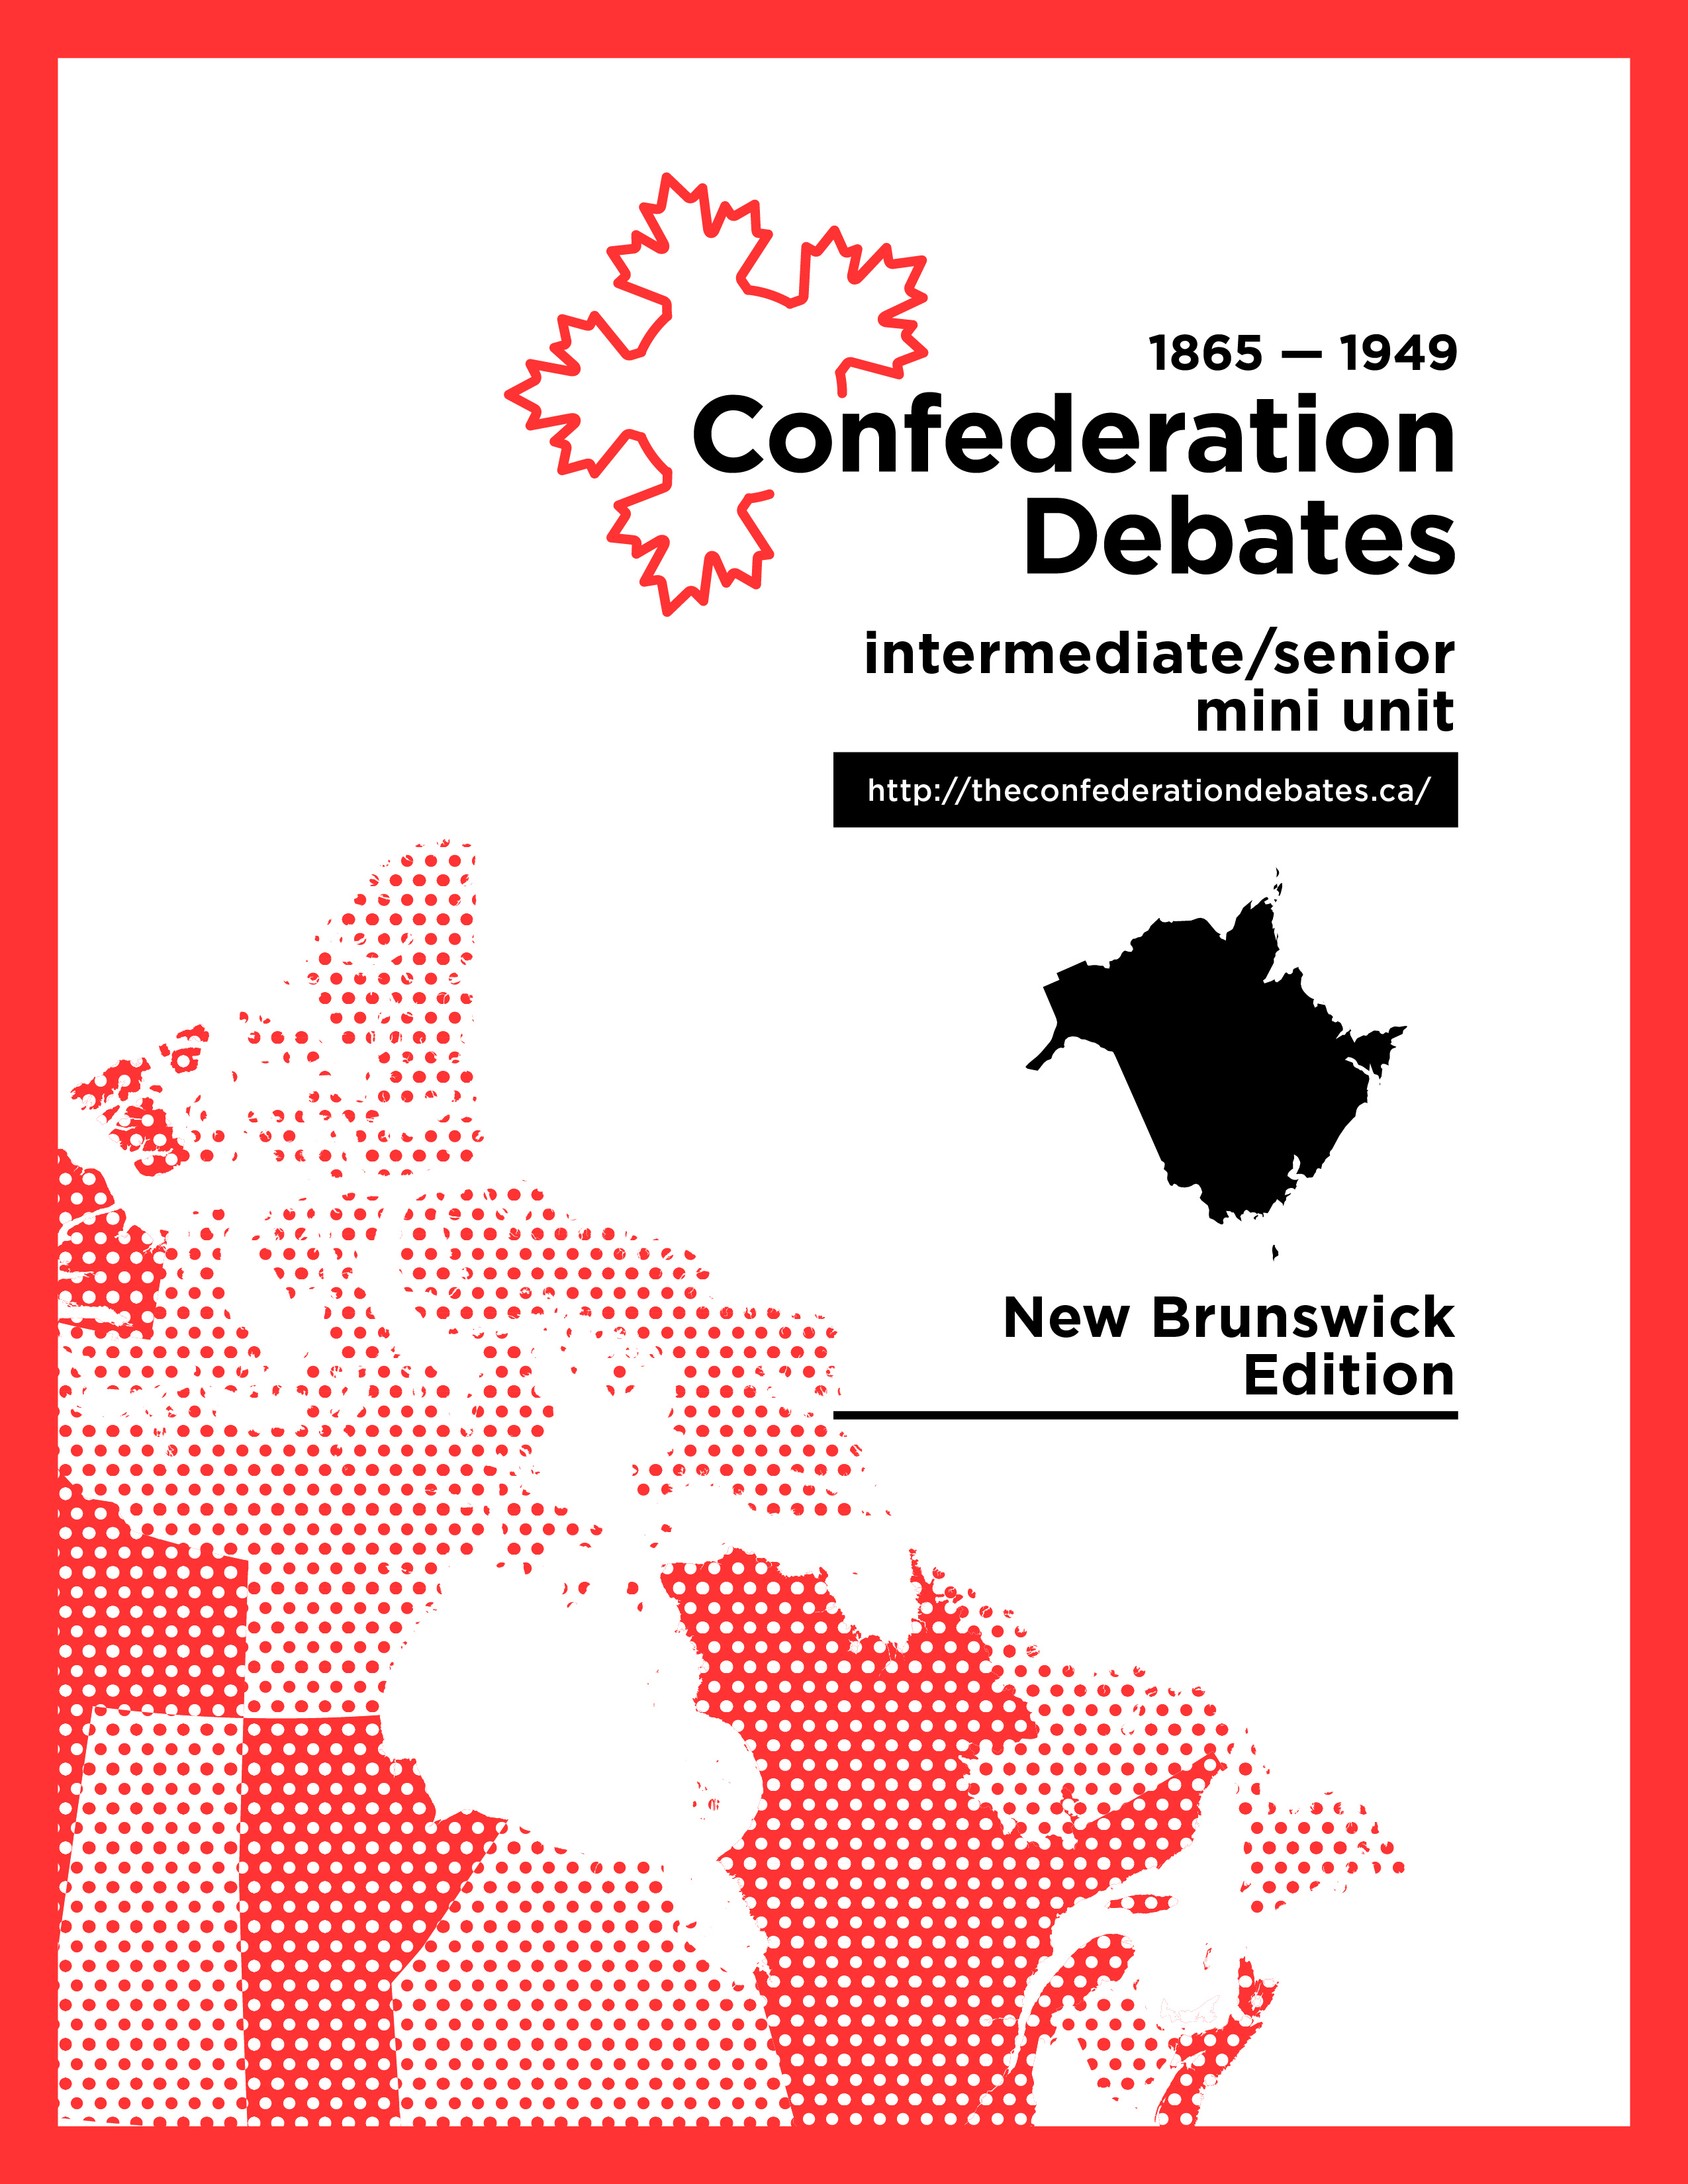 1865 — 1949
Confederation
Debates
intermediate/senior
mini unit
http://theconfederationdebates.ca/
New Brunswick
Edition